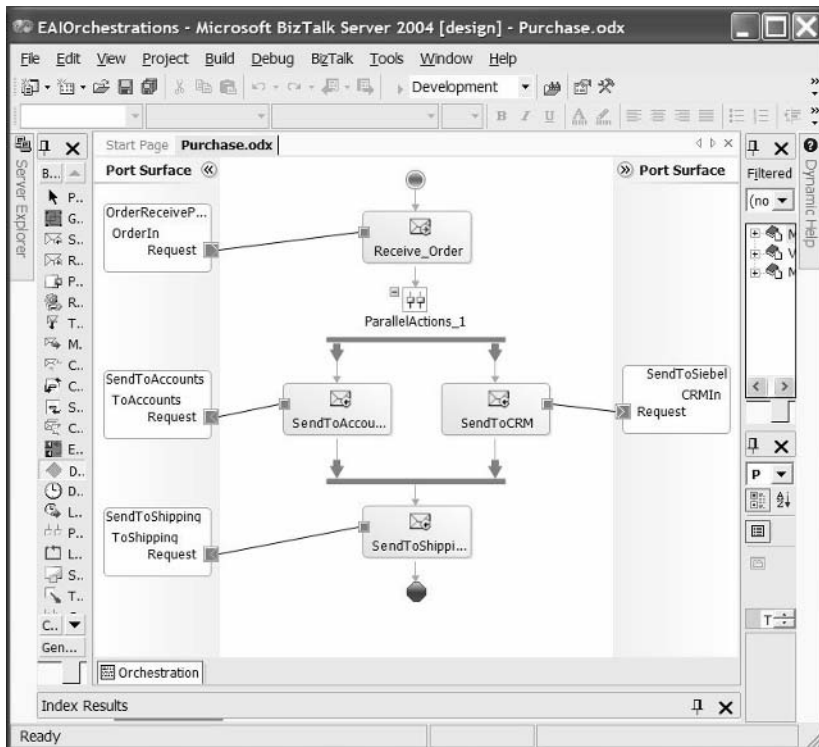 EAIOrchestrations - Microsoft BizTalk Server 2004 [design] - Purchase.odx
File Edit View Project Build Debug BizTalk Tools Window Help
Development
B I U
Server Explorer
B...
P..
G..
S..
R..
P..
R..
T..
M.
C..
C..
S..
C..
E..
D..
D..
L..
P..
L..
S..
T..
C..
Gen...
Start Page Purchase.odx
Port Surface
OrderReceiveP...
OrderIn
Request
SendToAccounts
ToAccounts
Request
SendToShipping
ToShipping
Request
Receive_Order
ParallelActions_1
SendToAccou...
SendToCRM
SendToShippi...
Port Surface
SendToSiebel
CRMIn
Request
Filtered
(no
M
V
M
P
T
Dynamic Help
Orchestration
Index Results
Ready